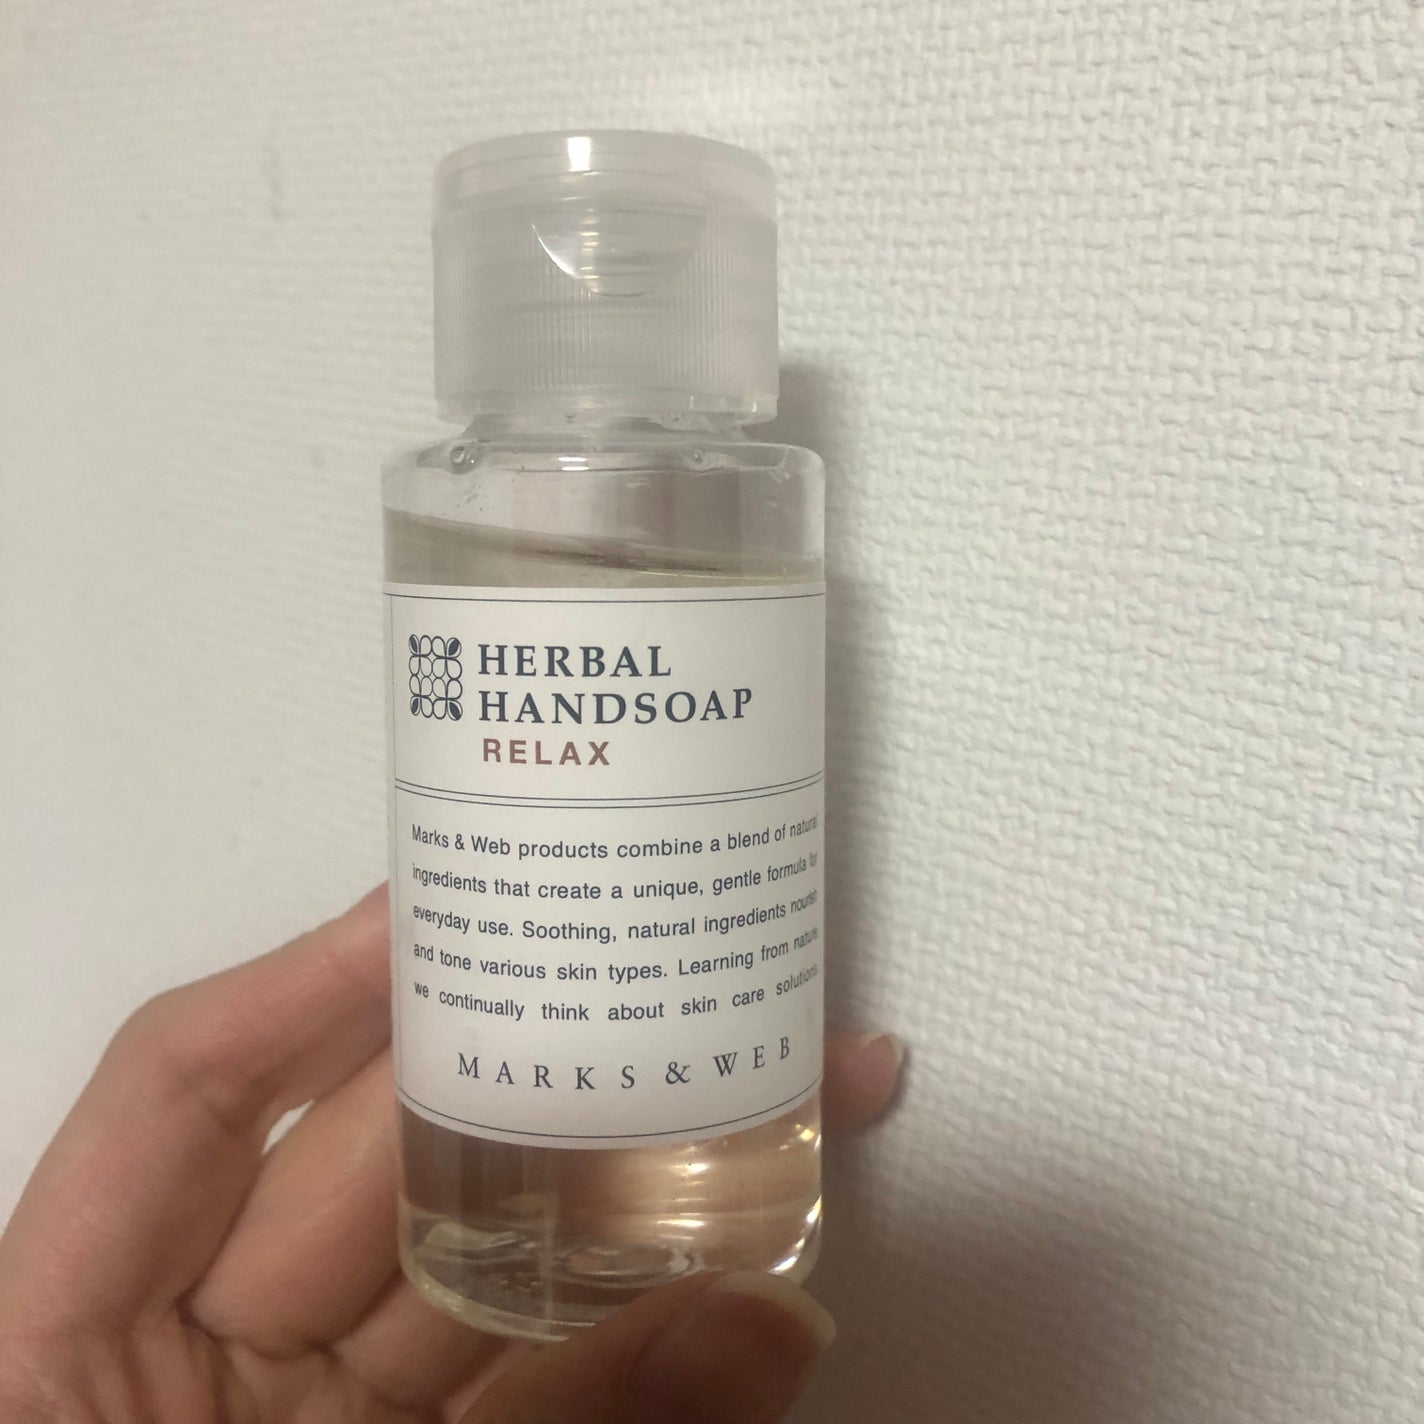 HERBAL
HANDSOAP
RELAX
Marks & Web products combine a blend of natural
ingredients that create a unique, gentle formula for
everyday use. Soothing, natural ingredients nourish
and tone various skin types. Learning from nature,
we continually think about skin care solutions.
MARKS & WEB